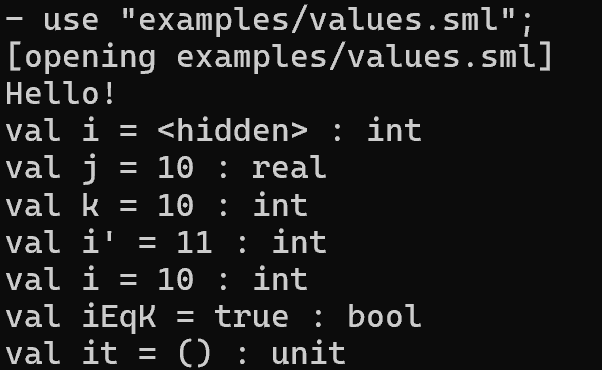 - use "examples/values.sml";
[opening examples/values.sml]
Hello!
val i = <hidden> : int
val j = 10 : real
val k = 10 : int
val i' = 11 : int
val i = 10 : int
val iEqK = true : bool
val it = () : unit